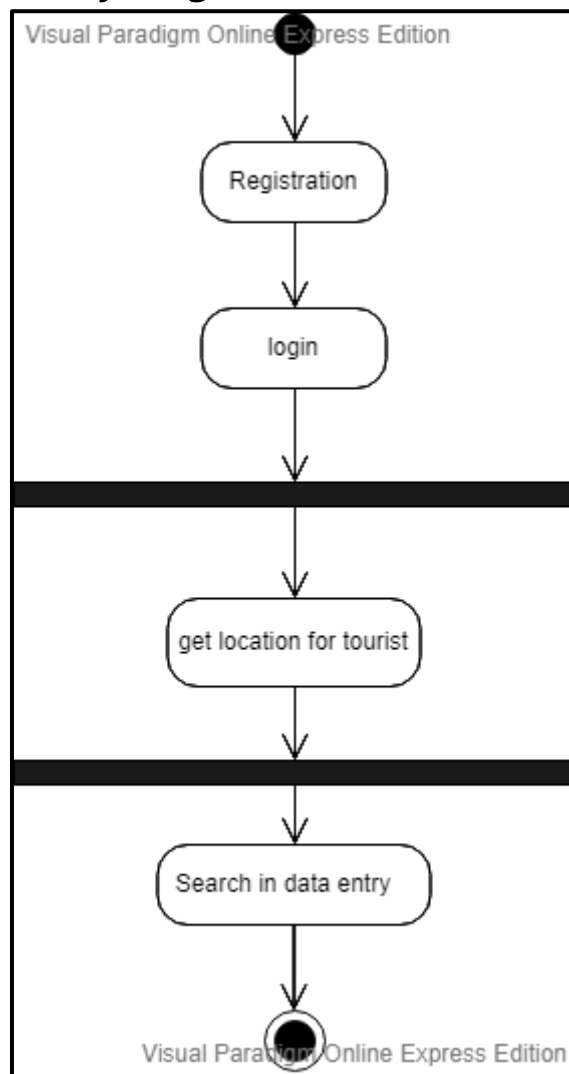 Visual Paradigm Online Express Edition
Registration
login
get location for tourist
Search in data entry
Visual Paradigm Online Express Edition